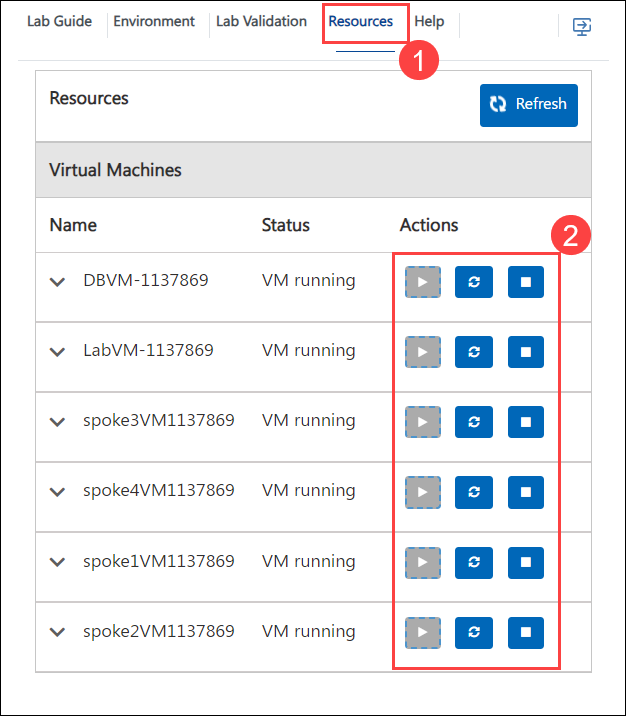 Lab Guide Environment Lab Validation Resources Help
1
Resources Refresh
Virtual Machines
Name Status Actions
2
DBVM-1137869 VM running
LabVM-1137869 VM running
spoke3VM1137869 VM running
spoke4VM1137869 VM running
spoke1VM1137869 VM running
spoke2VM1137869 VM running